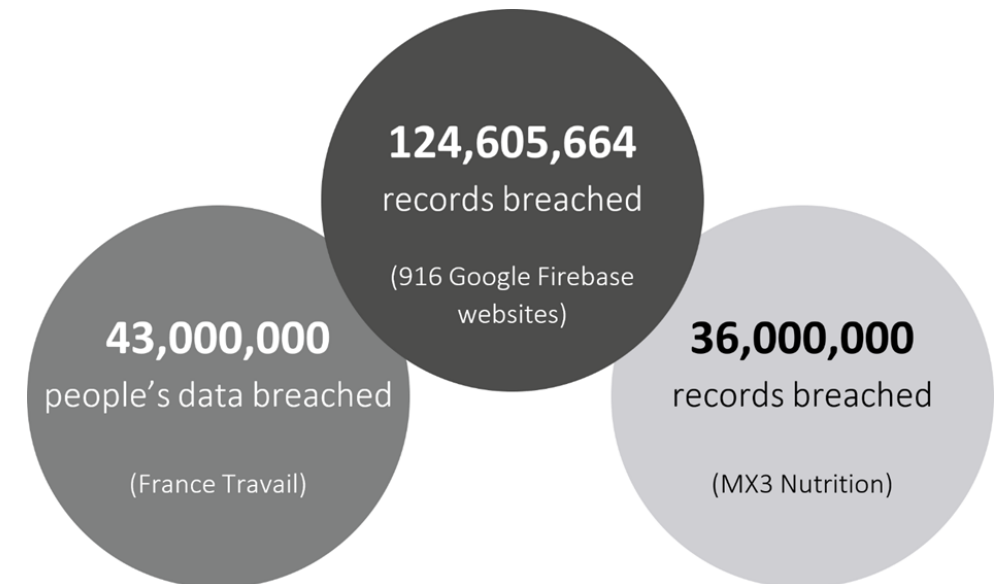 124,605,664
records breached
(916 Google Firebase
websites)
43,000,000
people’s data breached
(France Travail)
36,000,000
records breached
(MX3 Nutrition)